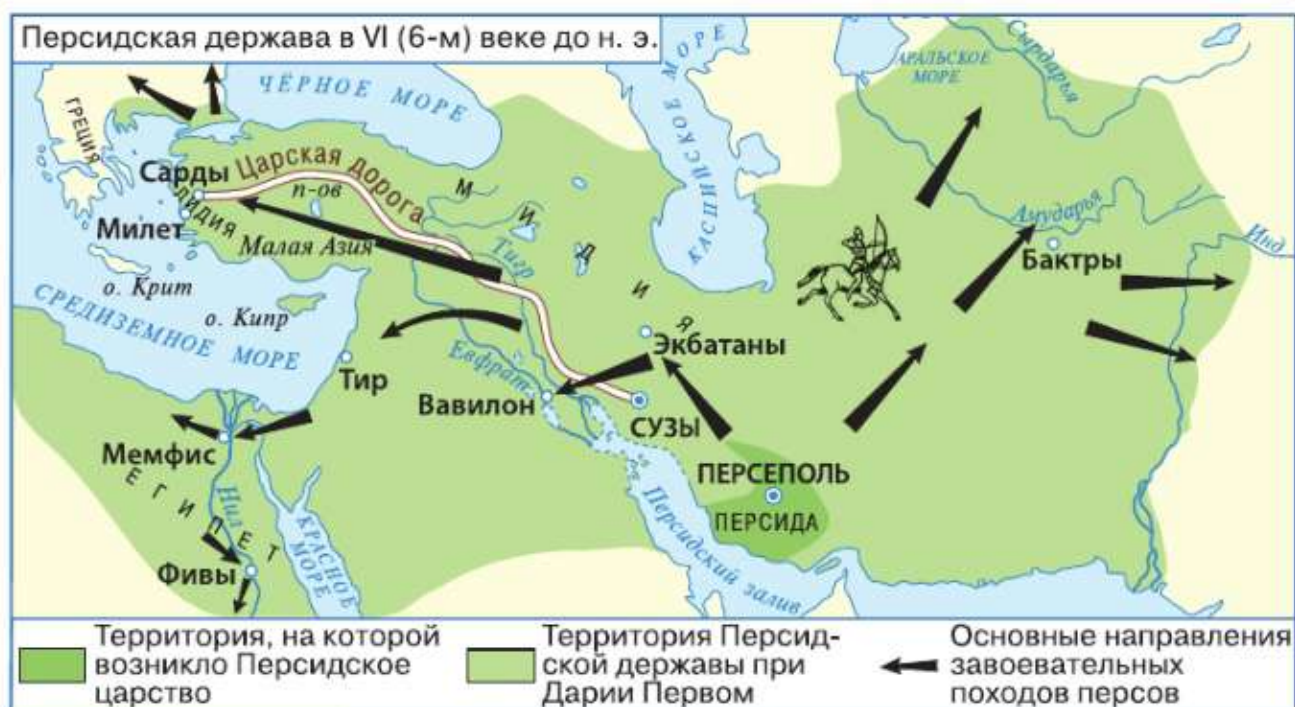 Персидская держава в VI (6-м) веке до н. э.
ЧЁРНОЕ МОРЕ
КАСПИЙСКОЕ МОРЕ
АРАЛЬСКОЕ
МОРЕ
Сырдарья
ГРЕЦИЯ
Сарды
Царская дорога
п-ов
Малая Азия
ЛИДИЯ
Милет
МИДИЯ
Тигр
Амударья
Инд
Бактры
о. Крит
о. Кипр
СРЕДИЗЕМНОЕ МОРЕ
Экбатаны
Тир
Евфрат
Вавилон
СУЗЫ
Мемфис
ЕГИПЕТ
Нил
ПЕРСЕПОЛЬ
ПЕРСИДА
КРАСНОЕ
МОРЕ
Персидский залив
Фивы
Территория, на которой
возникло Персидское
царство
Территория Персид-
ской державы при
Дарии Первом
Основные направления
завоевательных
походов персов